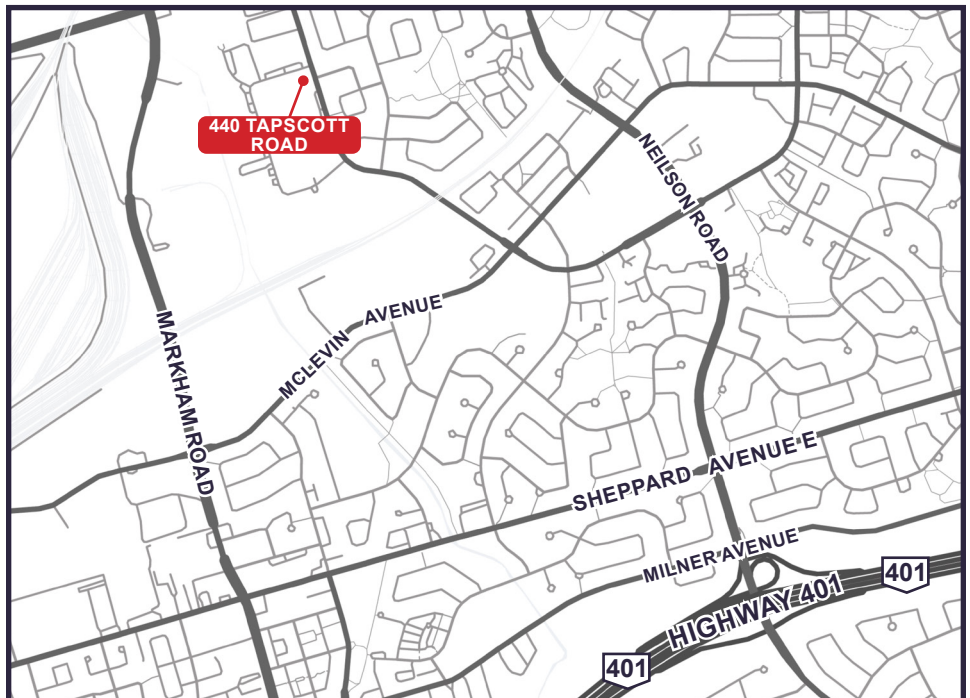 440 TAPSCOTT
ROAD
NEILSON ROAD
MCLEVIN AVENUE
MARKHAM ROAD
SHEPPARD AVENUE E
MILNER AVENUE
HIGHWAY 401
401
401